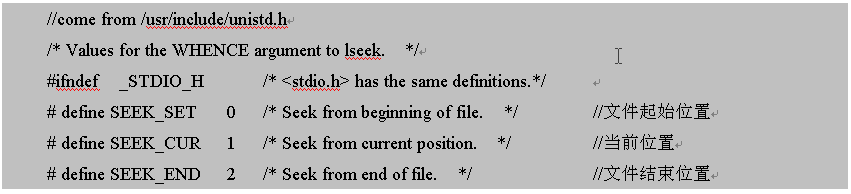 //come from /usr/include/unistd.h
/* Values for the WHENCE argument to lseek. */
#ifndef _STDIO_H /* <stdio.h> has the same definitions.*/
# define SEEK_SET 0 /* Seek from beginning of file. */ //文件起始位置
# define SEEK_CUR 1 /* Seek from current position. */ //当前位置
# define SEEK_END 2 /* Seek from end of file. */ //文件结束位置